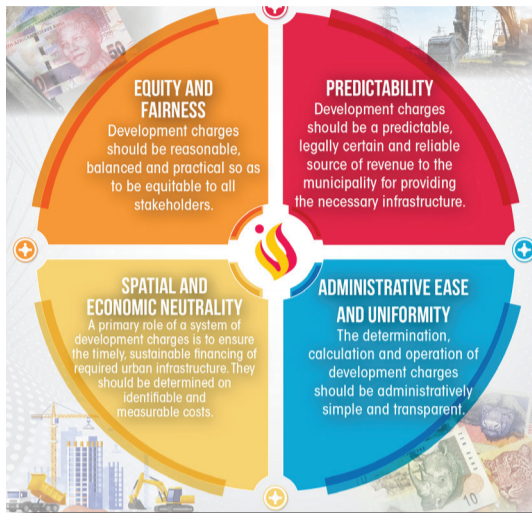 EQUITY AND
FAIRNESS
Development charges
should be reasonable,
balanced and practical so as
to be equitable to all
stakeholders.
PREDICTABILITY
Development charges
should be a predictable,
legally certain and reliable
source of revenue to the
municipality for providing
the necessary infrastructure.
SPATIAL AND
ECONOMIC NEUTRALITY
A primary role of a system of
development charges is to ensure
the timely, sustainable financing of
required urban infrastructure. They
should be determined on
identifiable and
measurable costs.
ADMINISTRATIVE EASE
AND UNIFORMITY
The determination,
calculation and operation of
development charges
should be administratively
simple and transparent.
50
10